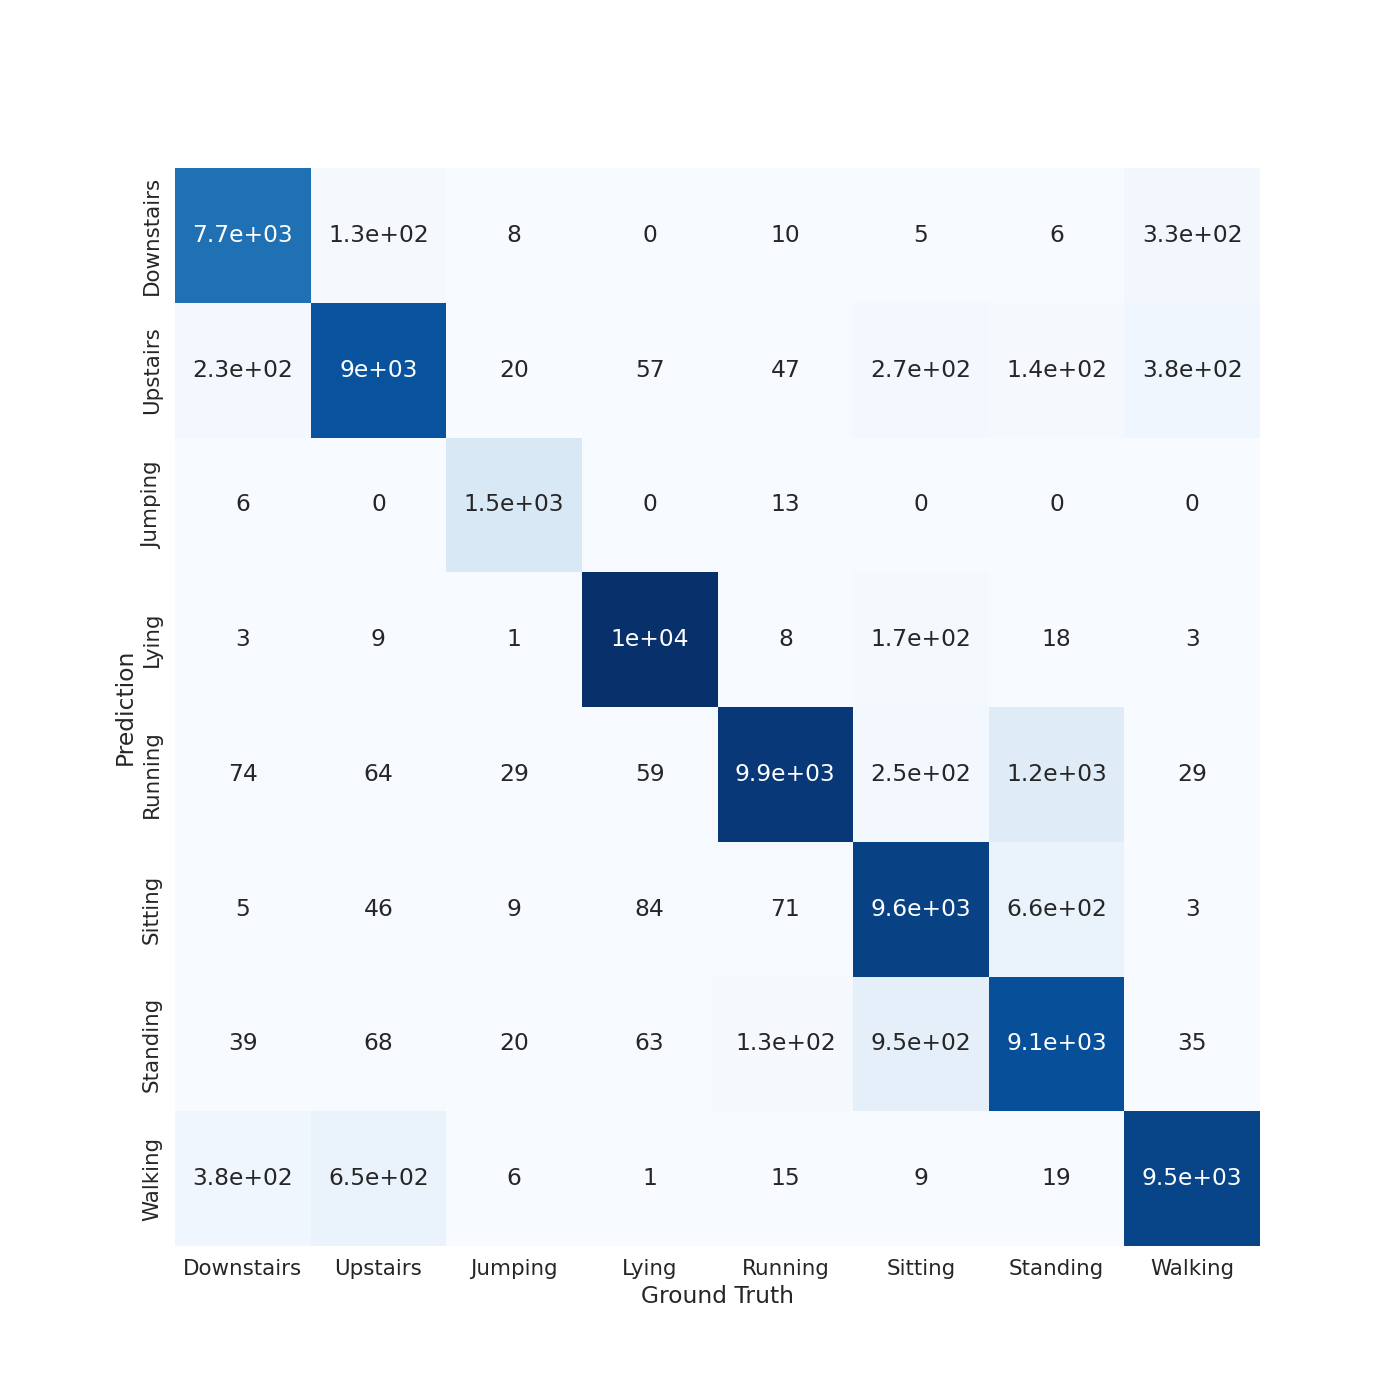 Prediction
Downstairs 7.7e+03 1.3e+02 8 0 10 5 6 3.3e+02
Upstairs 2.3e+02 9e+03 20 57 47 2.7e+02 1.4e+02 3.8e+02
Jumping 6 0 1.5e+03 0 13 0 0 0
Lying 3 9 1 1e+04 8 1.7e+02 18 3
Running 74 64 29 59 9.9e+03 2.5e+02 1.2e+03 29
Sitting 5 46 9 84 71 9.6e+03 6.6e+02 3
Standing 39 68 20 63 1.3e+02 9.5e+02 9.1e+03 35
Walking 3.8e+02 6.5e+02 6 1 15 9 19 9.5e+03
Downstairs Upstairs Jumping Lying Running Sitting Standing Walking
Ground Truth